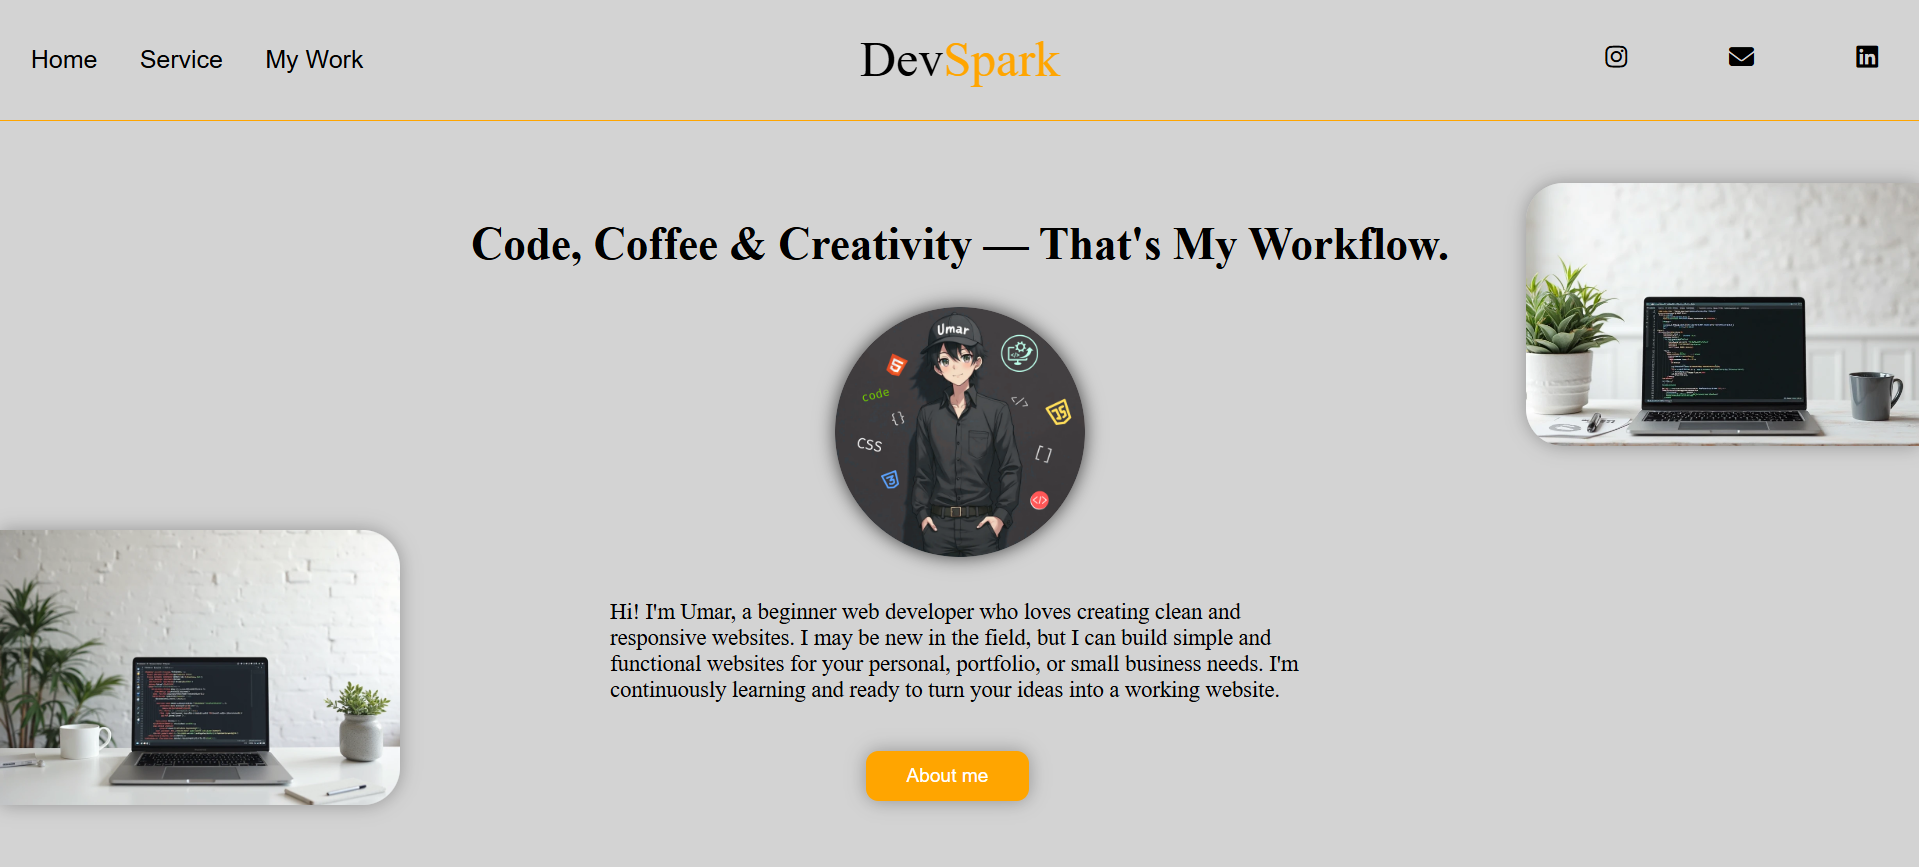 Home Service My Work
DevSpark
Code, Coffee & Creativity — That's My Workflow.
Umar
code
{}
</>
JS
CSS
[ ]
3
</>
5
Hi! I'm Umar, a beginner web developer who loves creating clean and
responsive websites. I may be new in the field, but I can build simple and
functional websites for your personal, portfolio, or small business needs. I'm
continuously learning and ready to turn your ideas into a working website.
About me